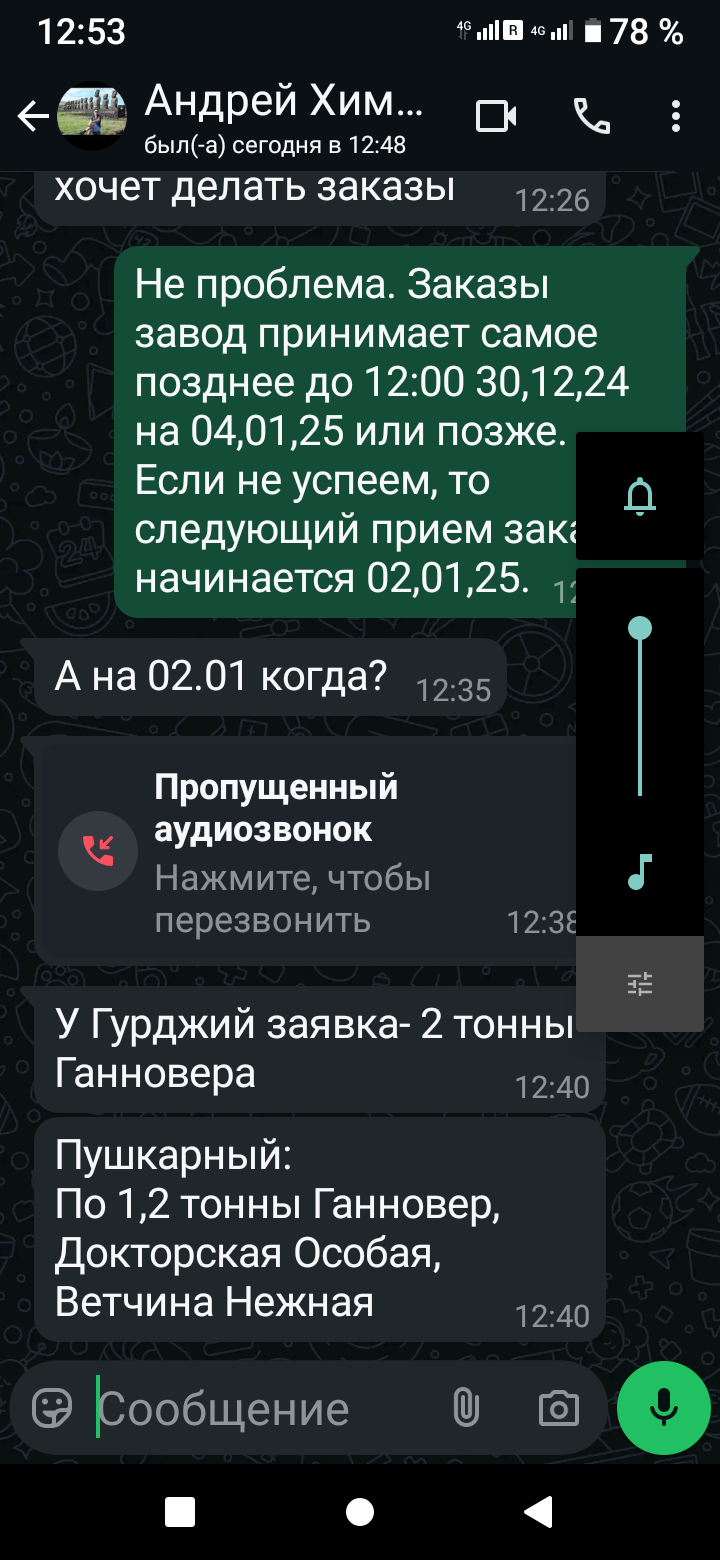 12:53
4G R 4G 78 %
Андрей Хим...
был(-а) сегодня в 12:48
хочет делать заказы
12:26
Не проблема. Заказы
завод принимает самое
позднее до 12:00 30,12,24
на 04,01,25 или позже.
Если не успеем, то
следующий прием
начинается 02,01,25.
А на 02.01 когда?
12:35
Пропущенный
аудиозвонок
Нажмите, чтобы
перезвонить
12:38
У Гурджий заявка- 2 тонны
Ганновера
12:40
Пушкарный:
По 1,2 тонны Ганновер,
Докторская Особая,
Ветчина Нежная
12:40
Сообщение